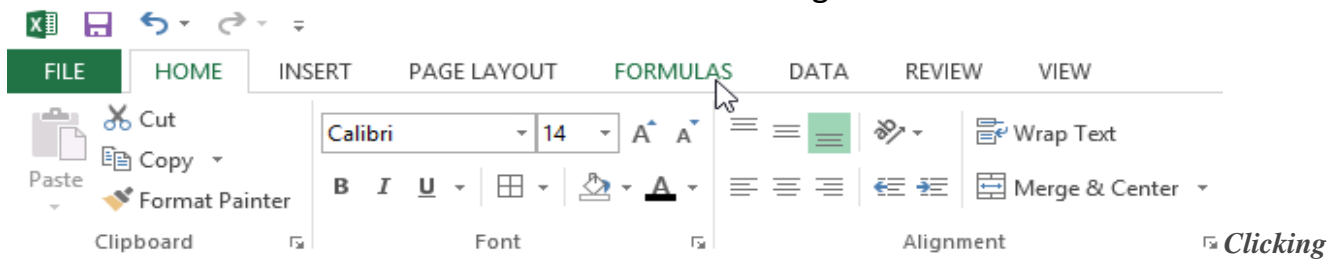 FILE HOME INSERT PAGE LAYOUT FORMULAS DATA REVIEW VIEW
Cut
Calibri 14 A A Wrap Text
Copy
Paste
B I U A Merge & Center
Format Painter
Clipboard Font Alignment Clicking